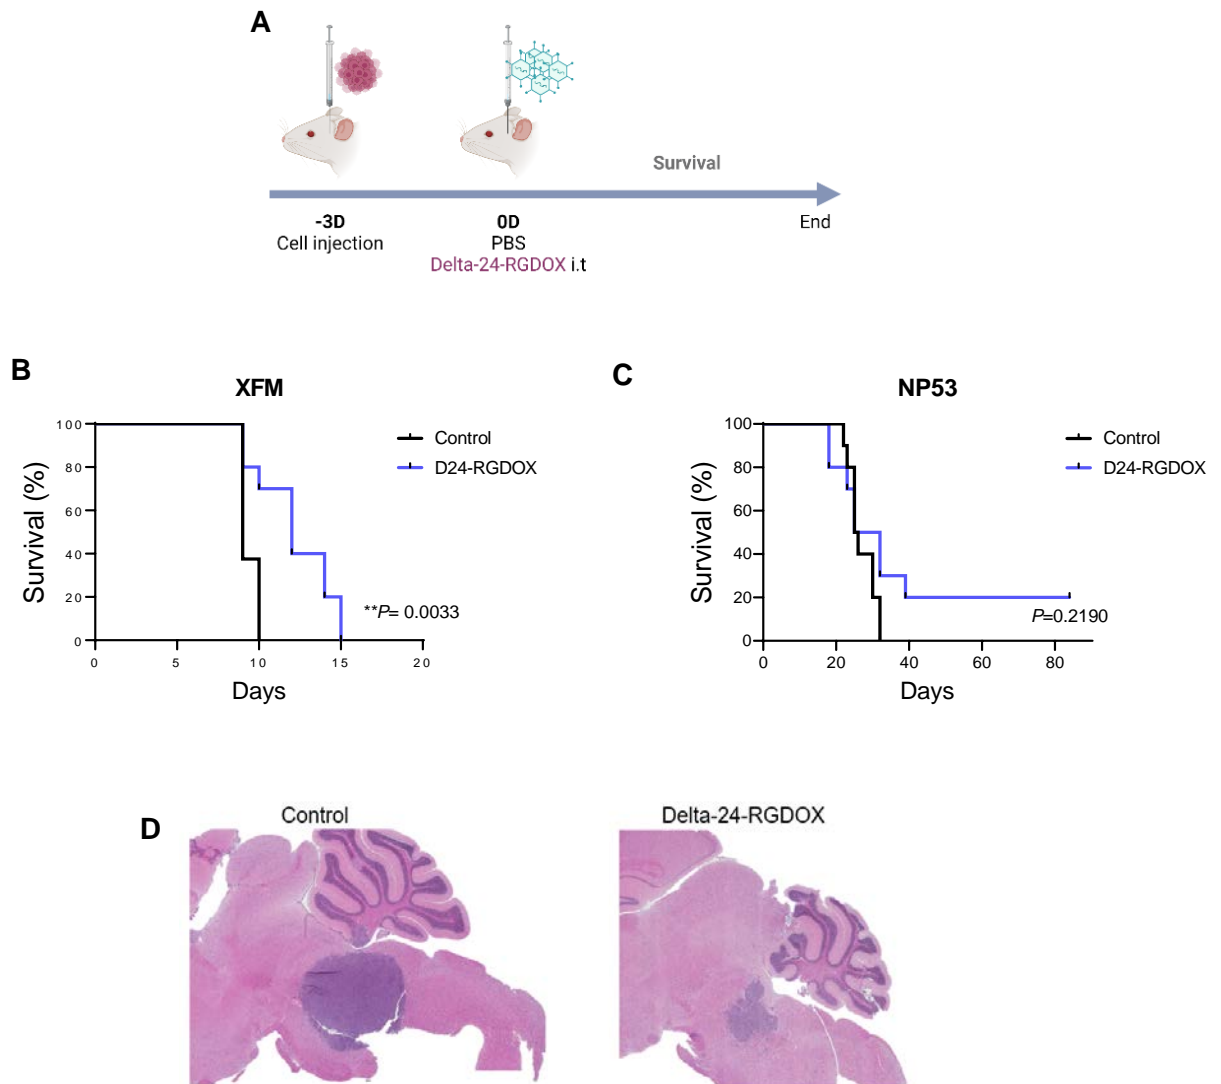 A
Survival
-3D
Cell injection
0D
PBS
Delta-24-RGDOX i.t
End
B
XFM
Survival (%)
100
80
60
40
20
0
0 5 10 15 20
Days
Control
D24-RGDOX
**P= 0.0033
C
NP53
Survival (%)
100
80
60
40
20
0
0 20 40 60 80
Days
Control
D24-RGDOX
P=0.2190
D
Control
Delta-24-RGDOX